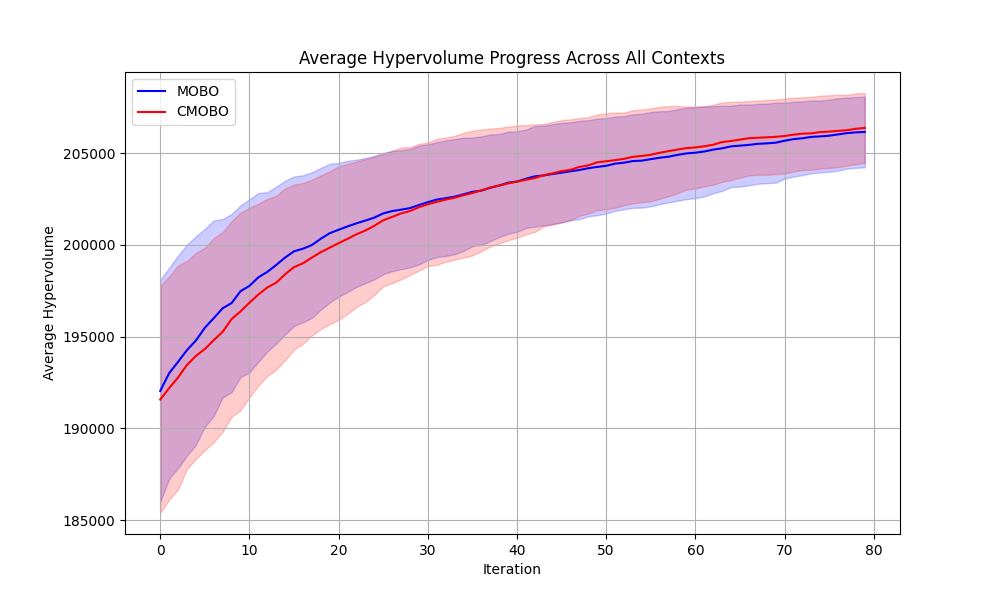 Average Hypervolume Progress Across All Contexts
MOBO
CMOBO
Average Hypervolume
205000
200000
195000
190000
185000
0 10 20 30 40 50 60 70 80
Iteration